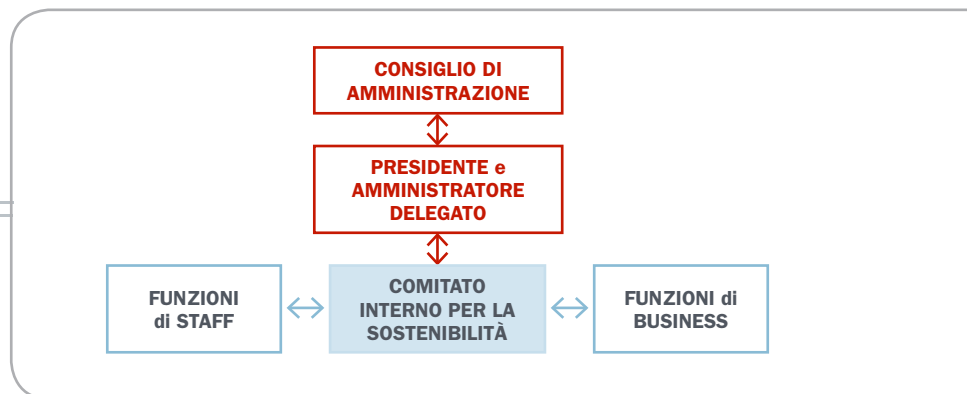 CONSIGLIO DI
AMMINISTRAZIONE
PRESIDENTE e
AMMINISTRATORE
DELEGATO
FUNZIONI
di STAFF
COMITATO
INTERNO PER LA
SOSTENIBILITÀ
FUNZIONI di
BUSINESS